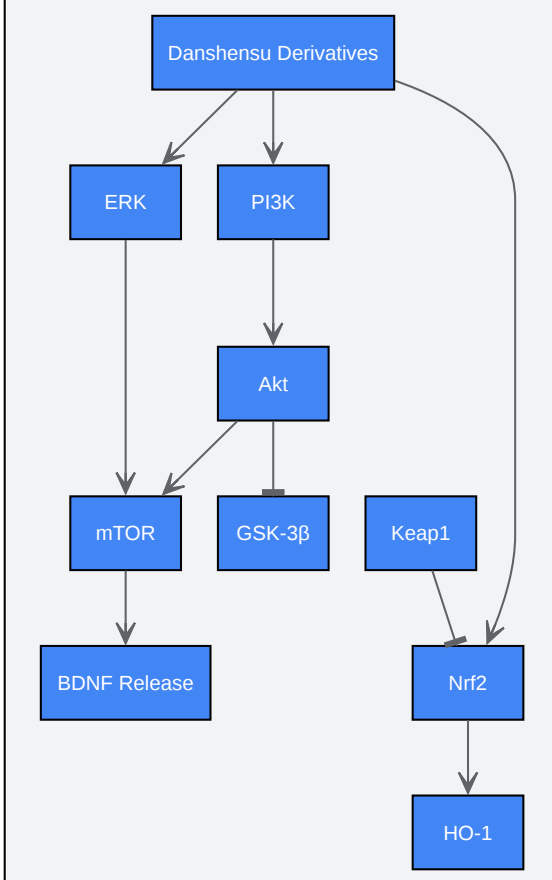 Danshensu Derivatives
ERK
PI3K
Akt
mTOR
GSK-3β
Keap1
BDNF Release
Nrf2
HO-1